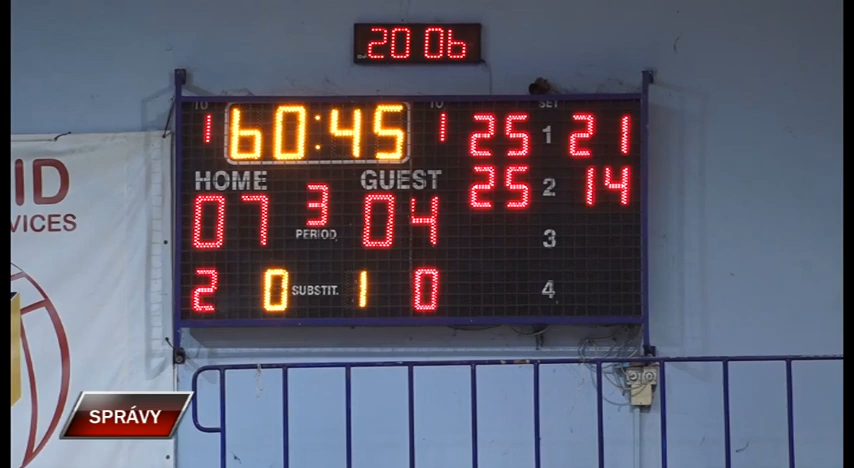 20 06
TO 60:45 TO SET
1 1 25 1 21
HOME GUEST 25 2 14
07 3 04
PERIOD 3
2 0 SUBSTIT. 1 0 4
ID
VICES
SPRÁVY